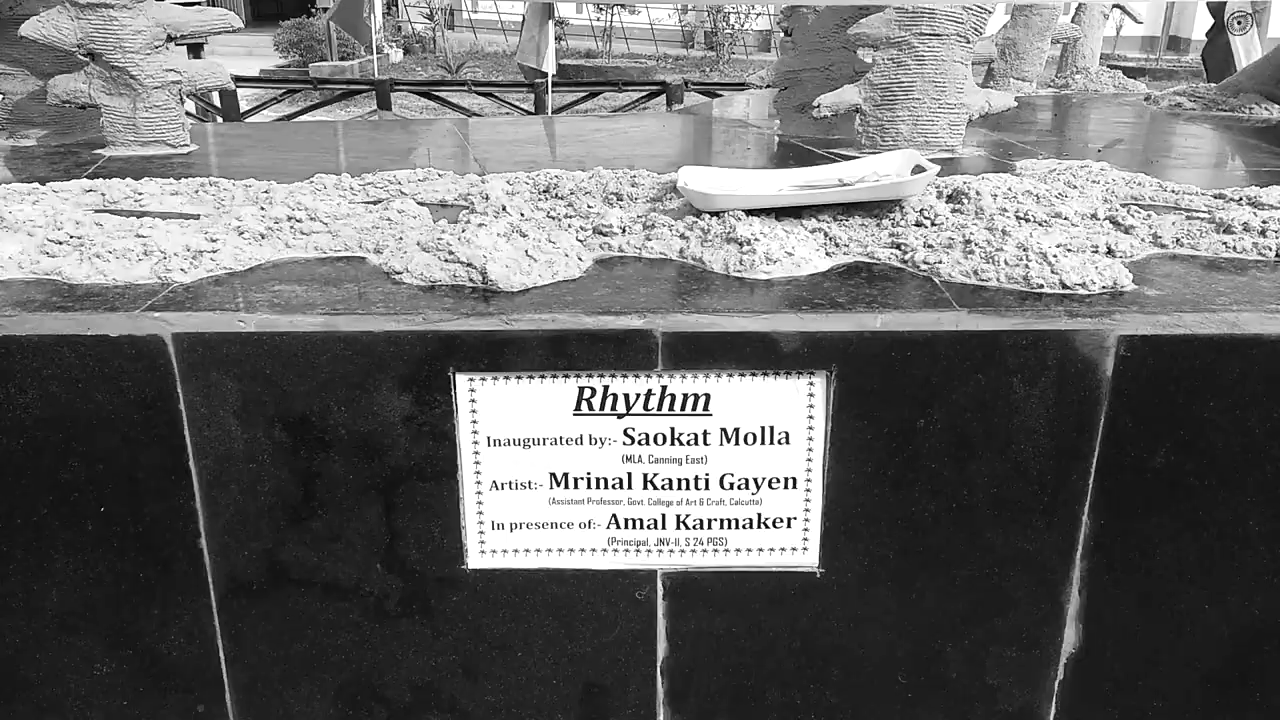 Rhythm
Inaugurated by:- Saokat Molla
(MLA, Canning East)
Artist:- Mrinal Kanti Gayen
(Assistant Professor, Govt. College of Art & Craft, Calcutta)
In presence of:- Amal Karmaker
(Principal, JNV-II, S 24 PGS)